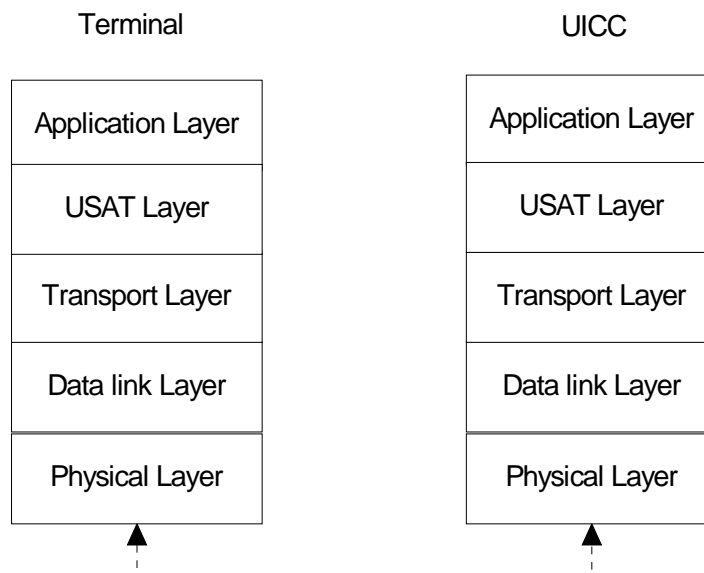 Terminal
UICC
Application Layer
Application Layer
USAT Layer
USAT Layer
Transport Layer
Transport Layer
Data link Layer
Data link Layer
Physical Layer
Physical Layer